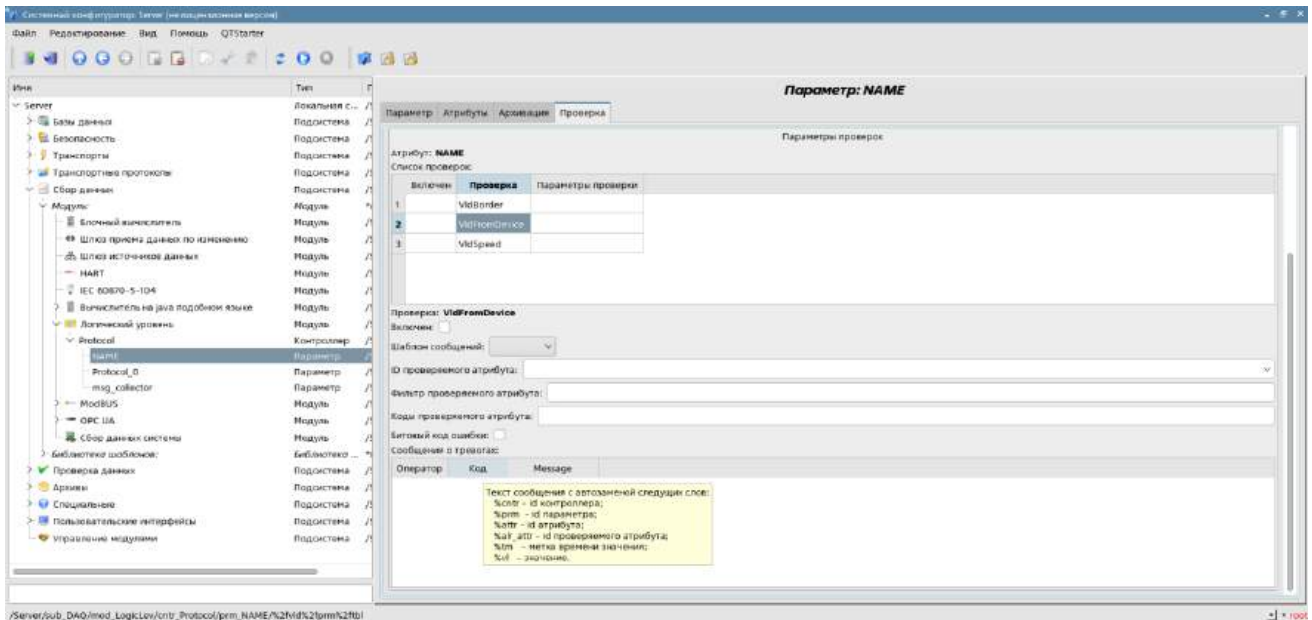 Системный конфигуратор: Server (не лицензионная версия)
Файл Редактирование Вид Помощь QTStarter
Имя Тип
Параметр: NAME
Server Локальная с...
Базы данных Подсистема
Безопасность Подсистема
Транспорты Подсистема
Транспортные протоколы Подсистема
Сбор данных Подсистема
Модуль: Модуль
Блочный вычислитель Модуль
Шлюз приема данных по изменению Модуль
Шлюз источников данных Модуль
HART Модуль
IEC 60870-5-104 Модуль
Вычислитель на java подобном языке Модуль
Логический уровень Модуль
Protocol Контроллер
NAME Параметр
Protocol_0 Параметр
msg_collector Параметр
ModBUS Модуль
OPC UA Модуль
Сбор данных системы Модуль
Библиотека шаблонов: Библиотека ...
Проверка данных Подсистема
Архивы Подсистема
Специальные Подсистема
Пользовательские интерфейсы Подсистема
Управление модулями Подсистема
Параметр Атрибуты Архивация Проверка
Параметры проверок
Атрибут: NAME
Список проверок:
Включен Проверка Параметры проверки
1 VldBorder
2 VldFromDevice
3 VldSpeed
Проверка: VldFromDevice
Включен:
Шаблон сообщений:
ID проверяемого атрибута:
Фильтр проверяемого атрибута:
Коды проверяемого атрибута:
Битовый код ошибки:
Сообщения о тревогах:
Оператор Код Message
Текст сообщения с автозаменой следущих слов:
%cntr - id контроллера;
%prm - id параметра;
%attr - id атрибута;
%alr_attr - id проверяемого атрибута;
%tm - метка времени значения;
%vl - значение.
/Server/sub_DAQ/mod_LogicLev/cntr_Protocol/prm_NAME/%2fvld%2fprm%2ftbl
root